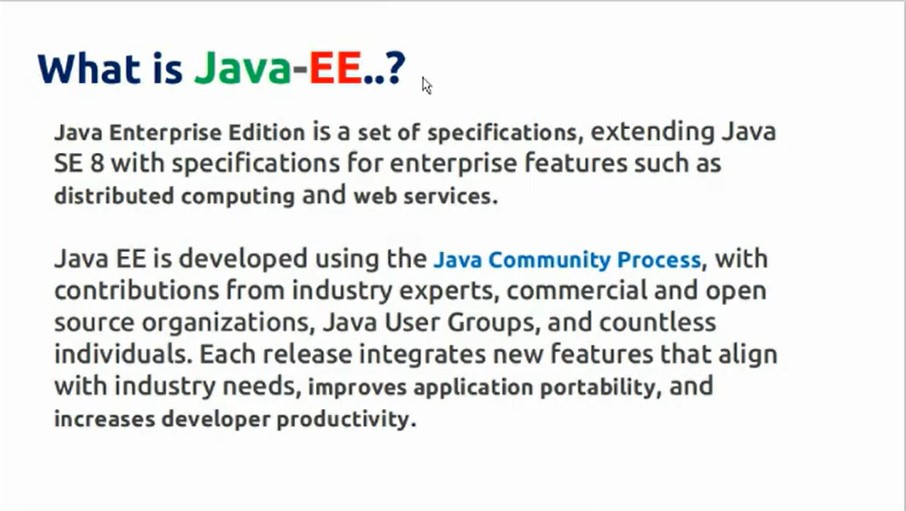 What is Java-EE..?
Java Enterprise Edition is a set of specifications, extending Java
SE 8 with specifications for enterprise features such as
distributed computing and web services.
Java EE is developed using the Java Community Process, with
contributions from industry experts, commercial and open
source organizations, Java User Groups, and countless
individuals. Each release integrates new features that align
with industry needs, improves application portability, and
increases developer productivity.